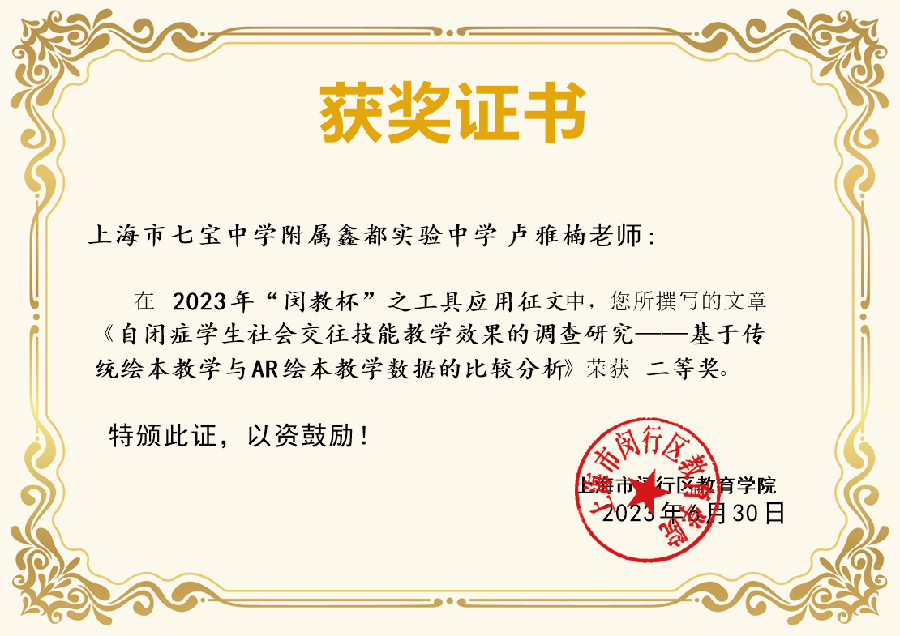 获奖证书
上海市七宝中学附属鑫都实验中学 卢雅楠老师：
在 2023年“闵教杯”之工具应用征文中，您所撰写的文章
《自闭症学生社会交往技能教学效果的调查研究——基于传
统绘本教学与AR绘本教学数据的比较分析》荣获 二等奖。
特颁此证，以资鼓励！
上海市闵行区教育学院
上海市闵行区教育学院
2023年6月30日